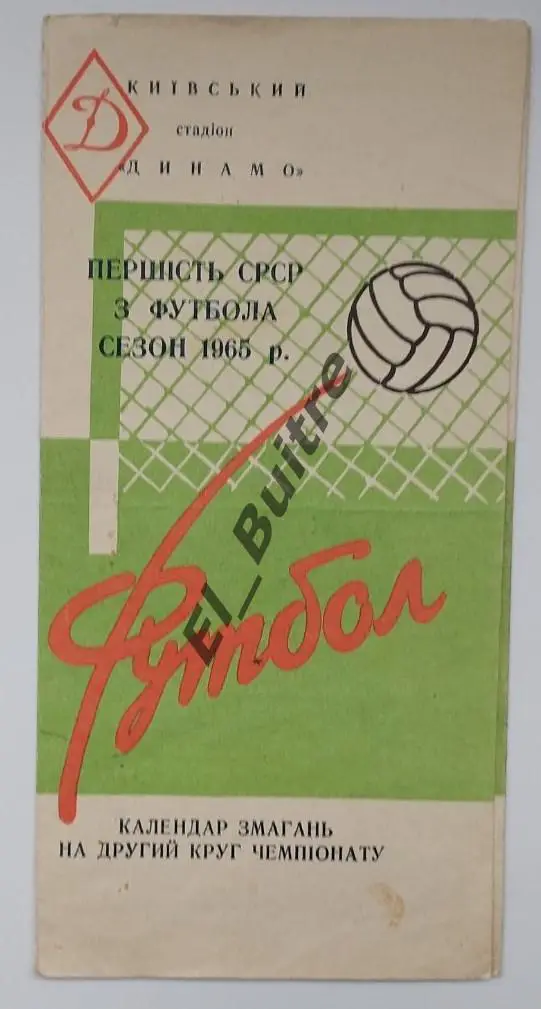 Д
КИЇВСЬКИЙ
стадіон
«ДИНАМО»
ПЕРШІСТЬ СРСР
З ФУТБОЛА
СЕЗОН 1965 р.
El_Buitre
Футбол
КАЛЕНДАР ЗМАГАНЬ
НА ДРУГИЙ КРУГ ЧЕМПІОНАТУ